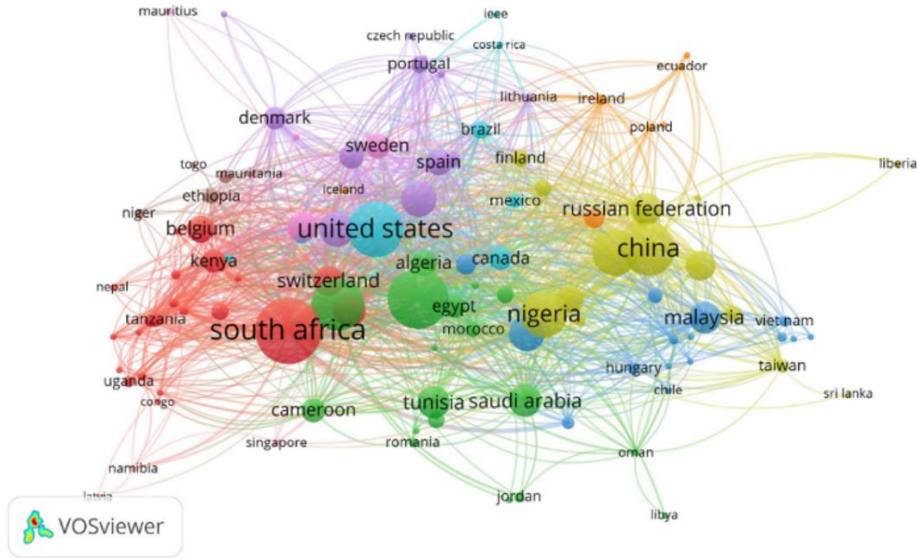 mauritius
ieee
czech republic
costa rica
portugal
ecuador
lithuania
ireland
denmark
brazil
poland
sweden
spain
finland
togo
mauritania
liberia
ethiopia
iceland
mexico
niger
russian federation
belgium
united states
china
kenya
algeria
canada
switzerland
nepal
egypt
tanzania
south africa
morocco
nigeria
malaysia
viet nam
hungary
taiwan
uganda
chile
sri lanka
congo
cameroon
tunisia
saudi arabia
singapore
romania
oman
namibia
latvia
jordan
libya
VOSviewer